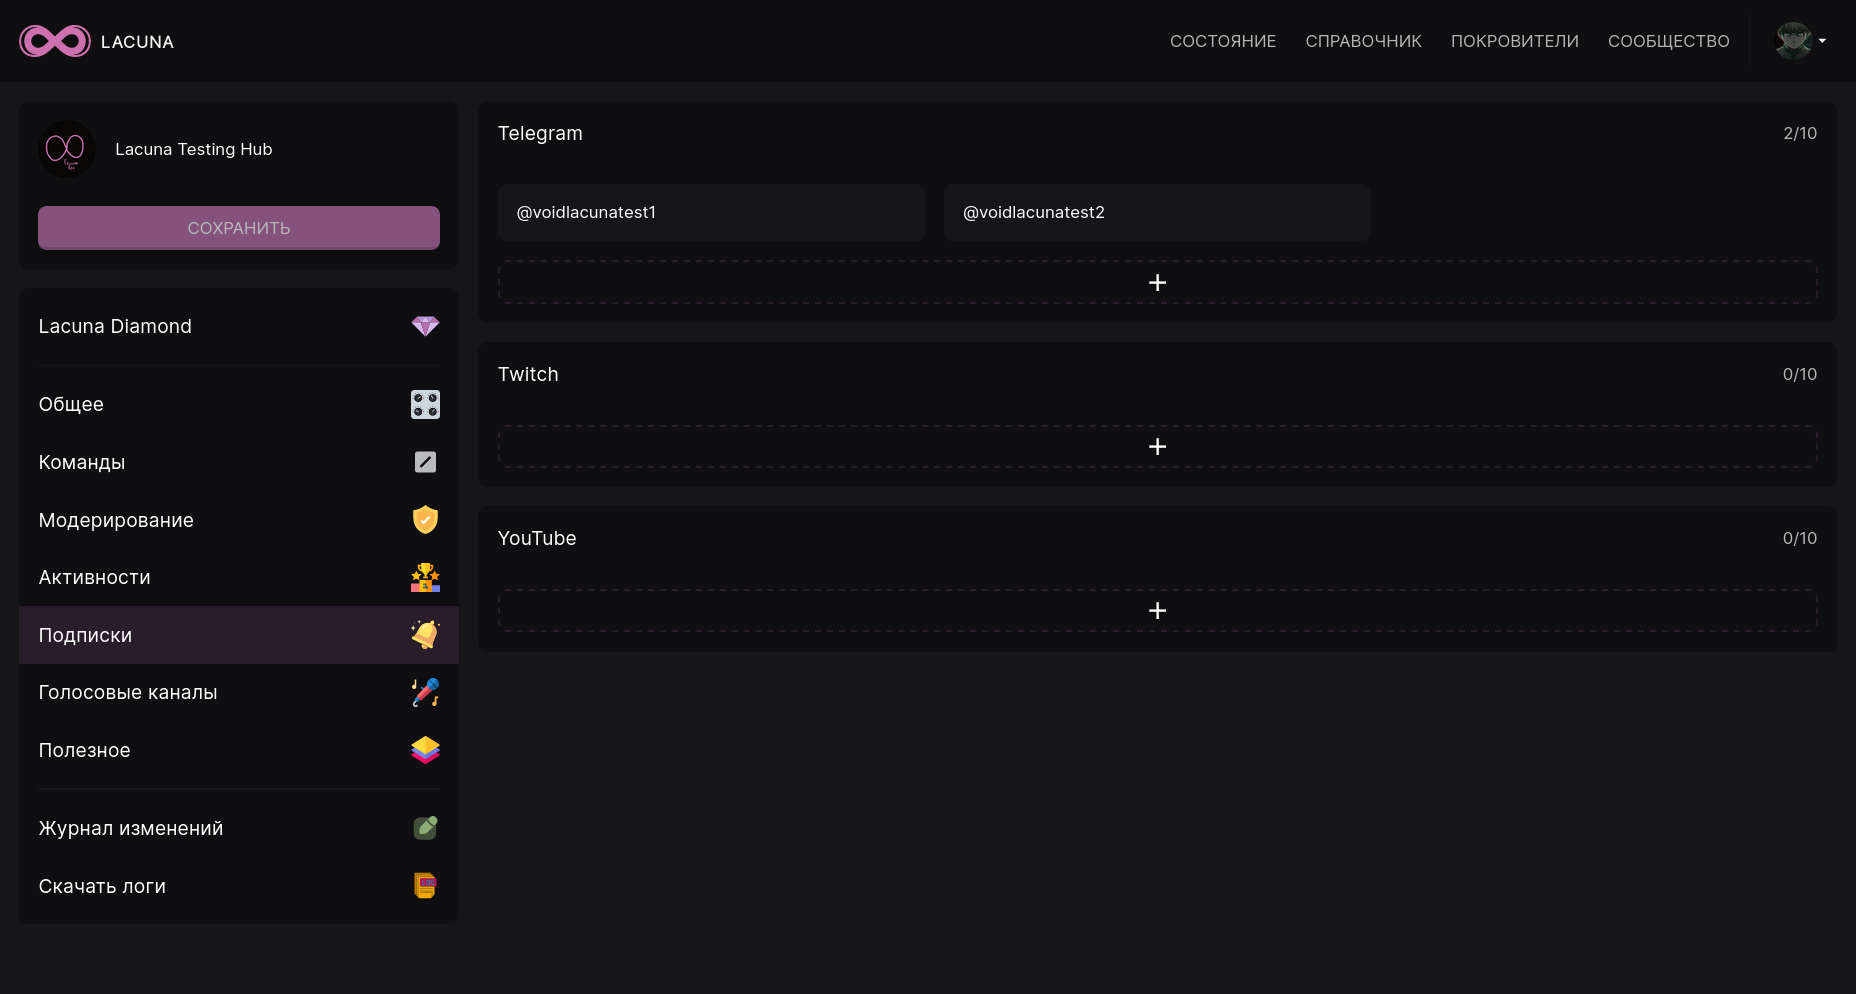 LACUNA
СОСТОЯНИЕ
СПРАВОЧНИК
ПОКРОВИТЕЛИ
СООБЩЕСТВО
Lacuna Testing Hub
СОХРАНИТЬ
Lacuna Diamond
Общее
Команды
Модерирование
Активности
Подписки
Голосовые каналы
Полезное
Журнал изменений
Скачать логи
Telegram
2/10
@voidlacunatest1
@voidlacunatest2
+
Twitch
0/10
+
YouTube
0/10
+